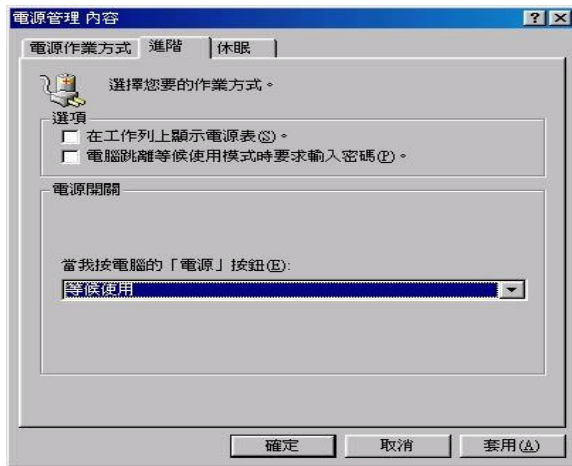 電源管理 內容
電源作業方式 進階 休眠
選擇您要的作業方式。
選項
在工作列上顯示電源表(S)。
電腦跳離等候使用模式時要求輸入密碼(P)。
電源開關
當我按電腦的「電源」按鈕(E):
等候使用
確定 取消 套用(A)